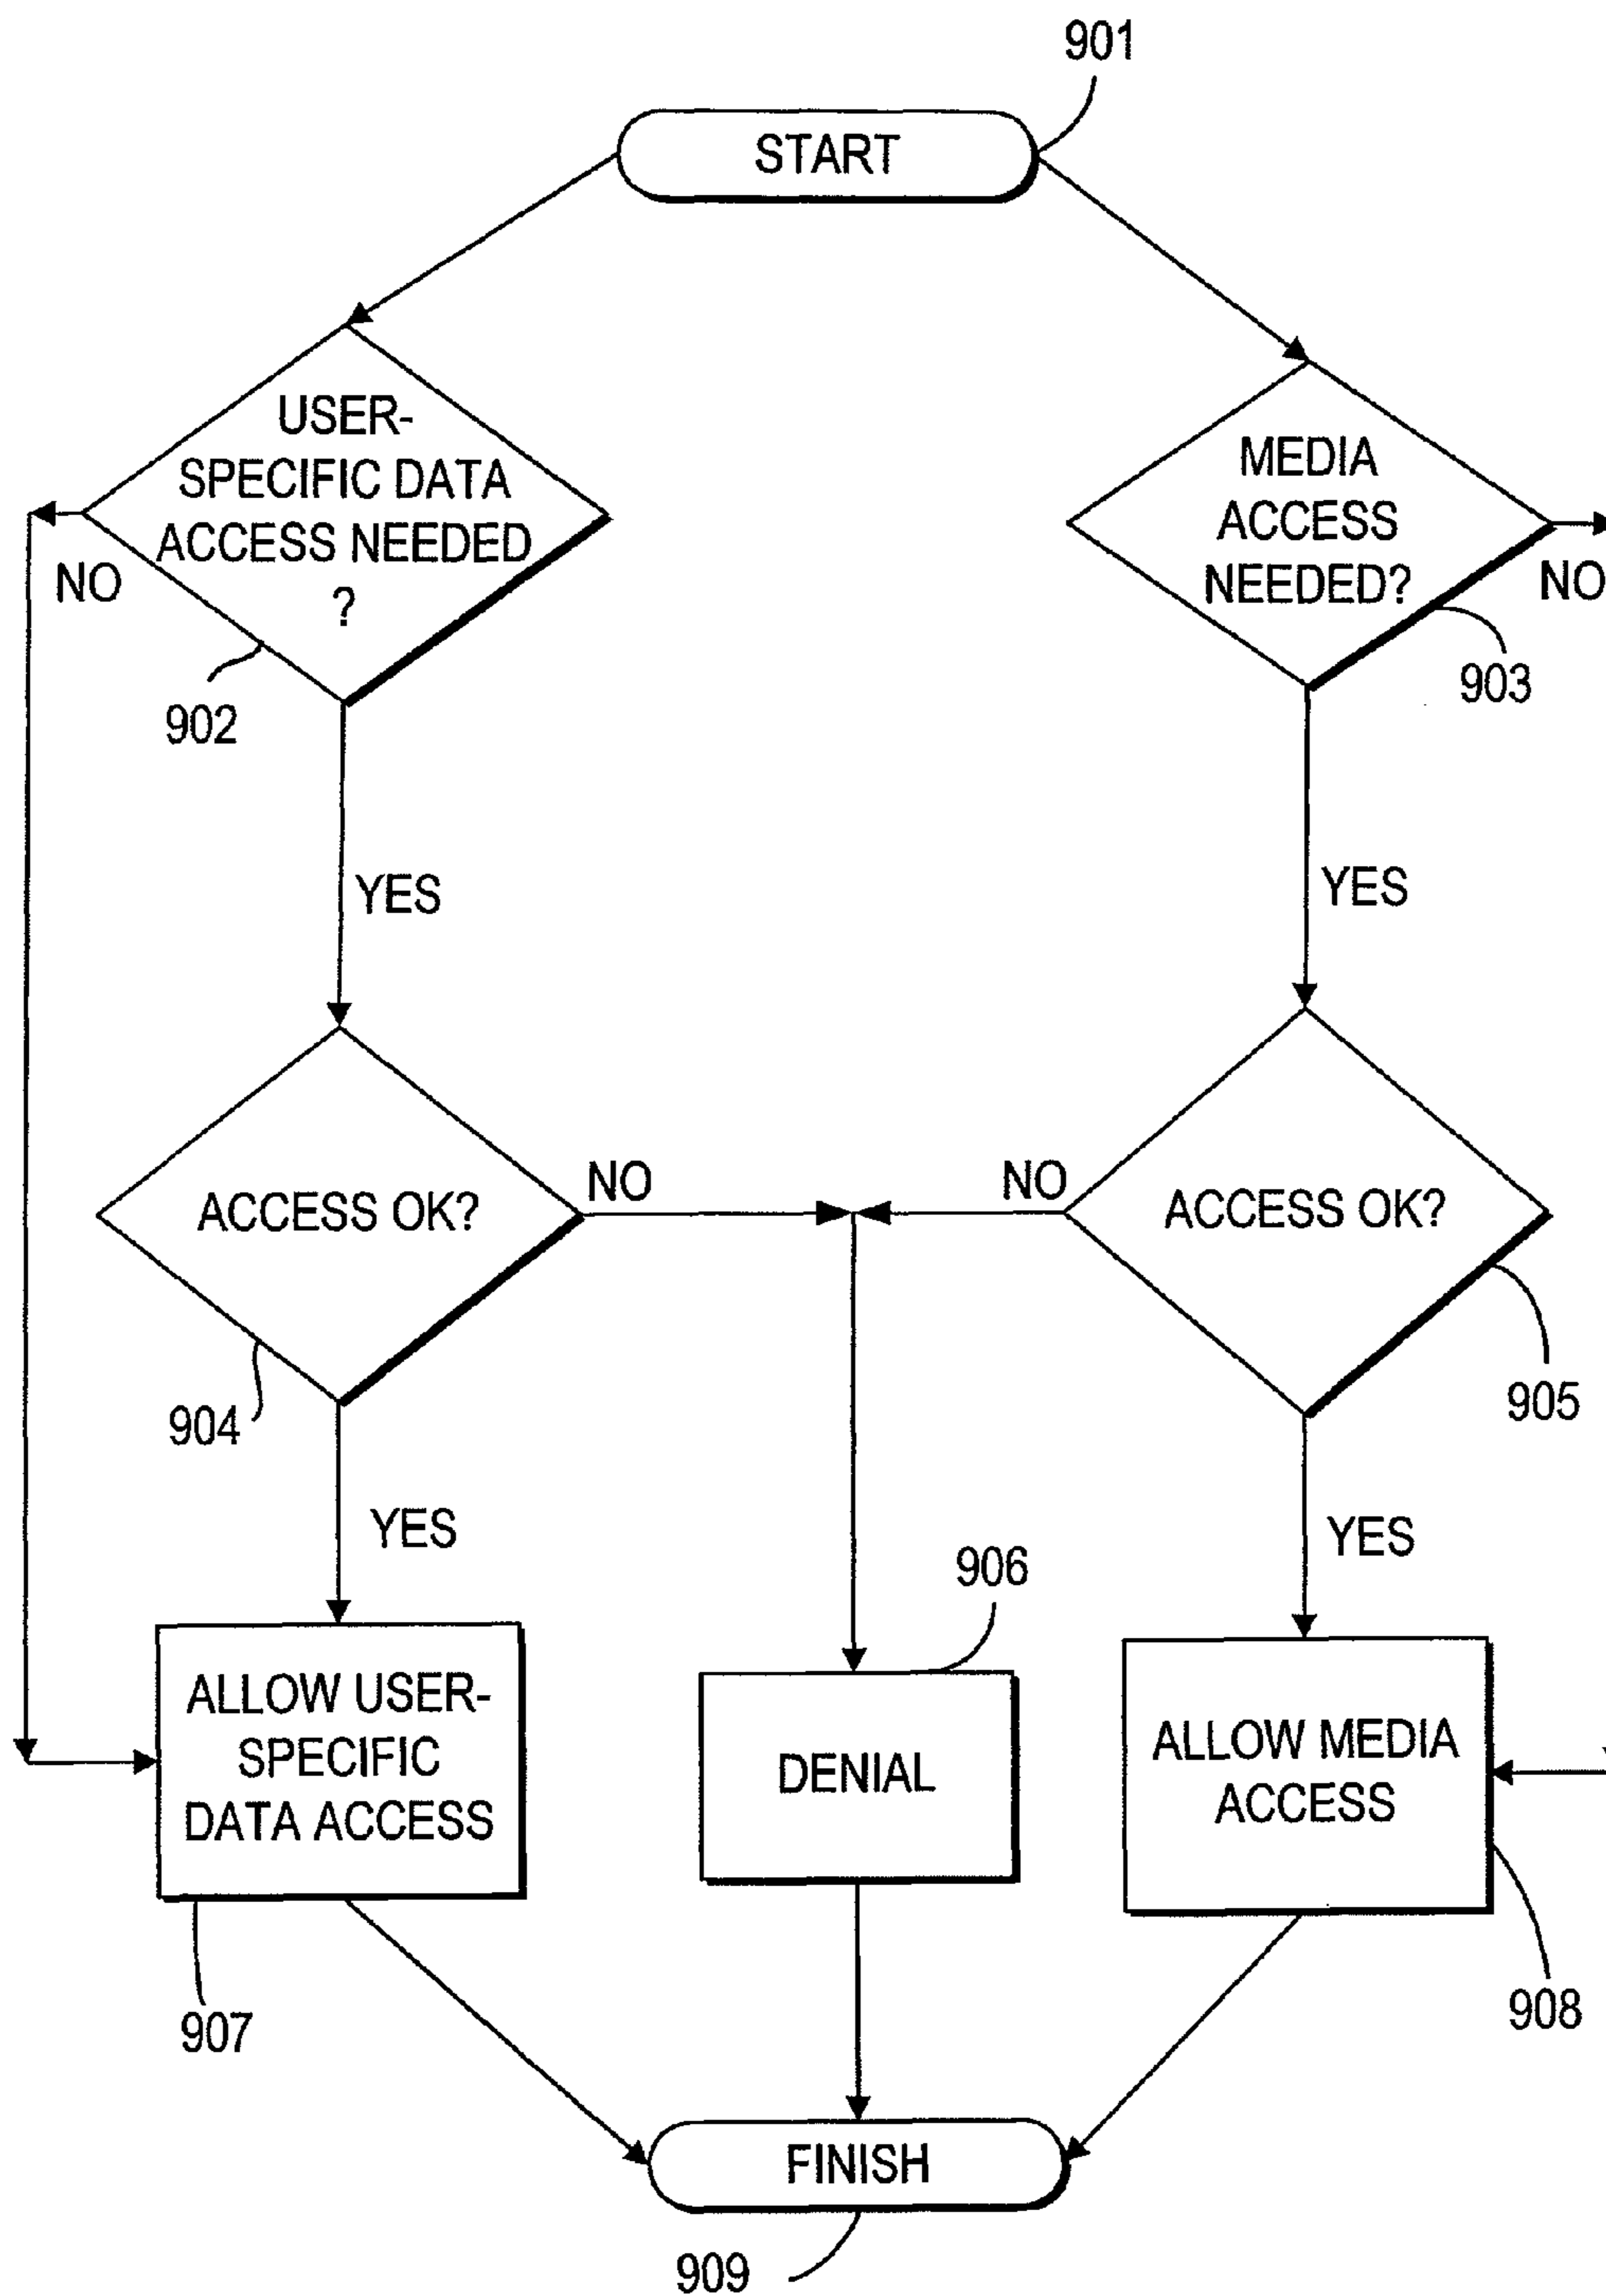 901
START
USER-
SPECIFIC DATA
ACCESS NEEDED
?
NO
902
MEDIA
ACCESS
NEEDED?
NO
903
YES
YES
ACCESS OK?
NO
904
NO
ACCESS OK?
905
YES
YES
ALLOW USER-
SPECIFIC
DATA ACCESS
907
906
DENIAL
ALLOW MEDIA
ACCESS
908
FINISH
909